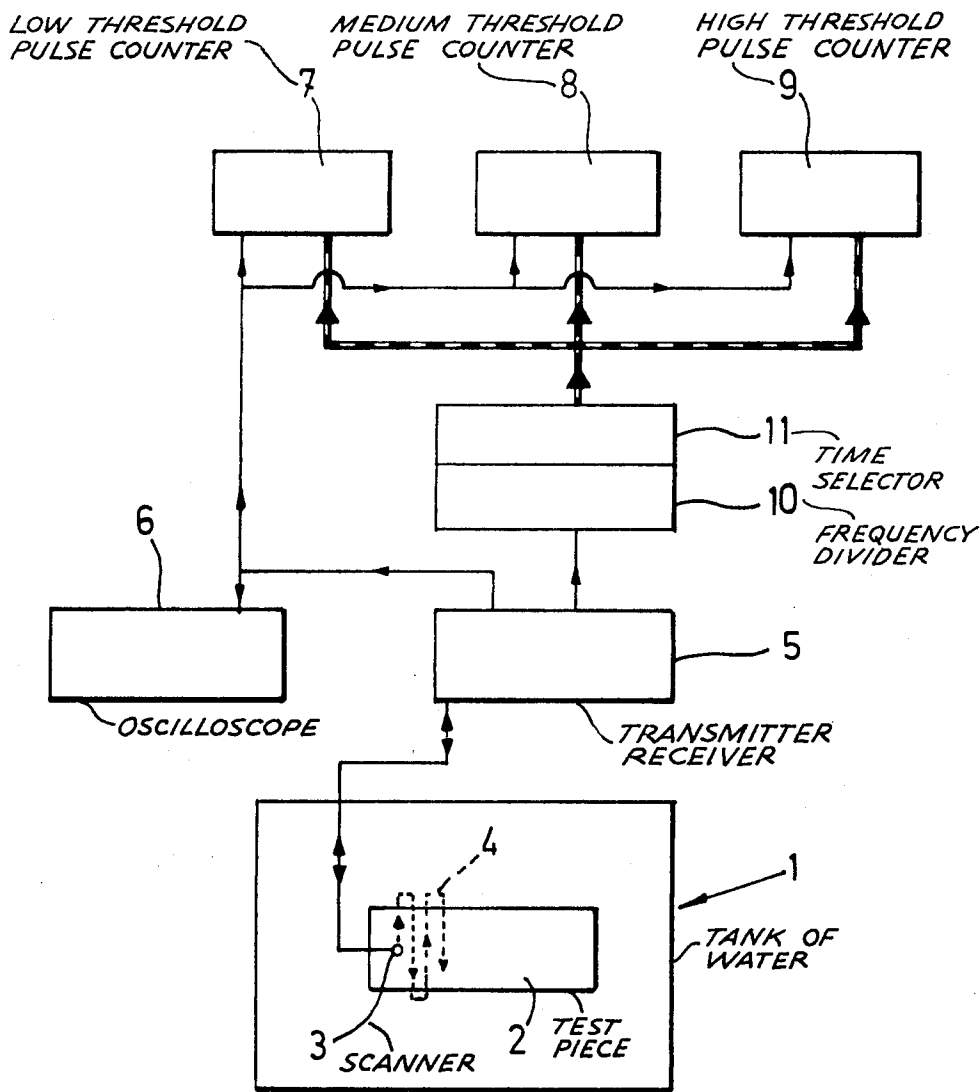 LOW THRESHOLD
PULSE COUNTER
7
MEDIUM THRESHOLD
PULSE COUNTER
8
HIGH THRESHOLD
PULSE COUNTER
9
11
TIME
SELECTOR
10
FREQUENCY
DIVIDER
6
OSCILLOSCOPE
5
TRANSMITTER
RECEIVER
4
1
TANK OF
WATER
3
SCANNER
2
TEST
PIECE